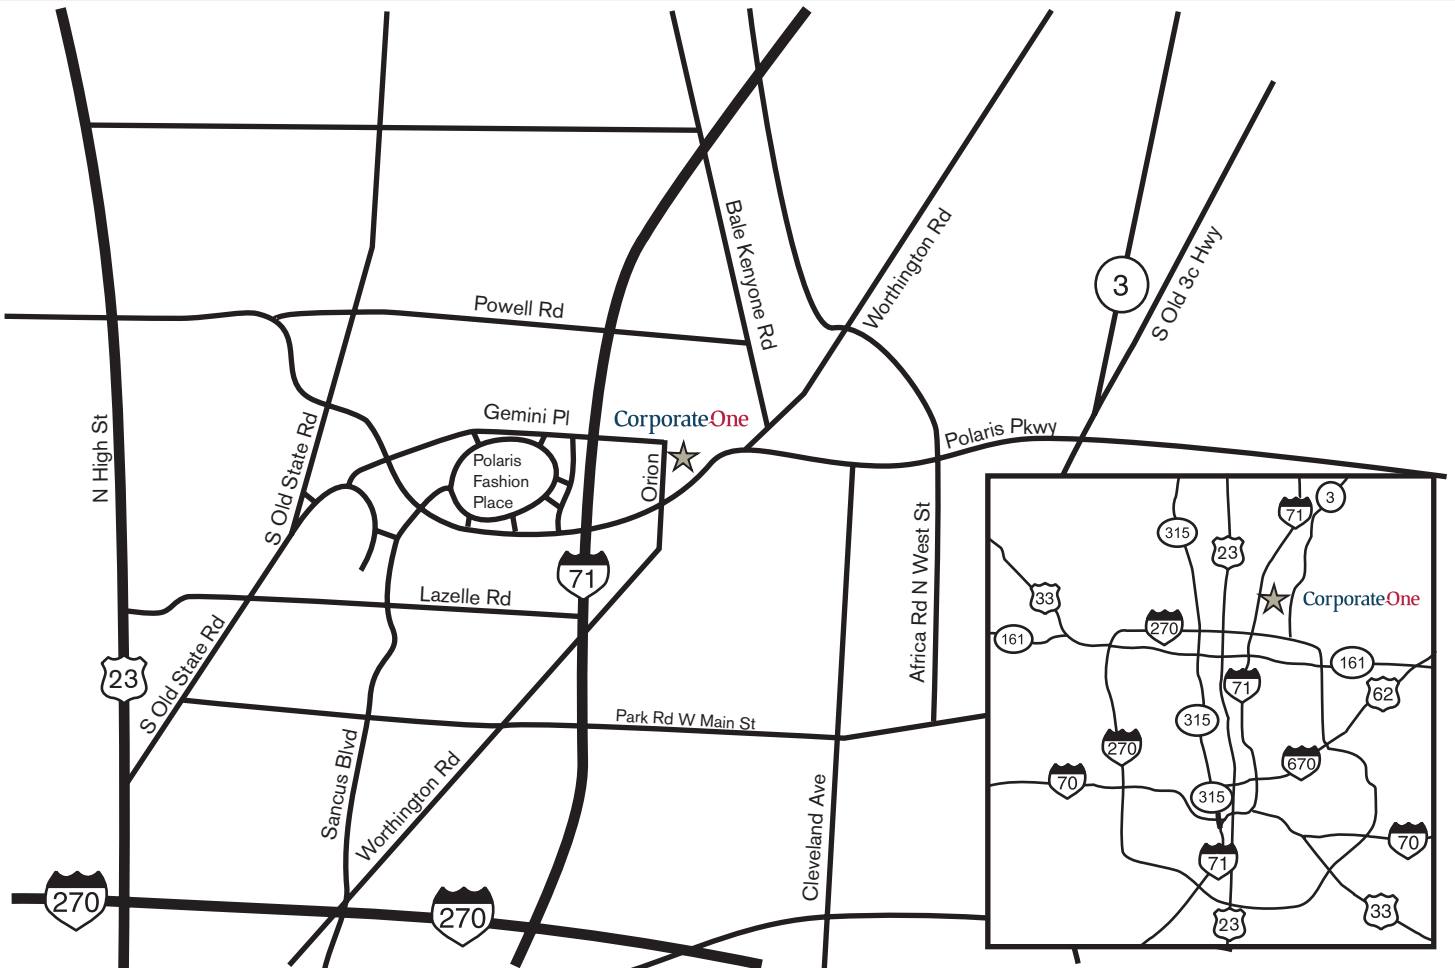 Bale Kenyone Rd
Worthington Rd
3
S Old 3c Hwy
Powell Rd
Gemini Pl
CorporateOne
Polaris Pkwy
N High St
S Old State Rd
Polaris
Fashion
Place
Orion
71
Lazelle Rd
Africa Rd N West St
23
S Old State Rd
Park Rd W Main St
Sancus Blvd
Worthington Rd
Cleveland Ave
270
270
3
71
315
23
33
CorporateOne
270
161
161
71
62
315
270
670
70
315
70
71
33
23